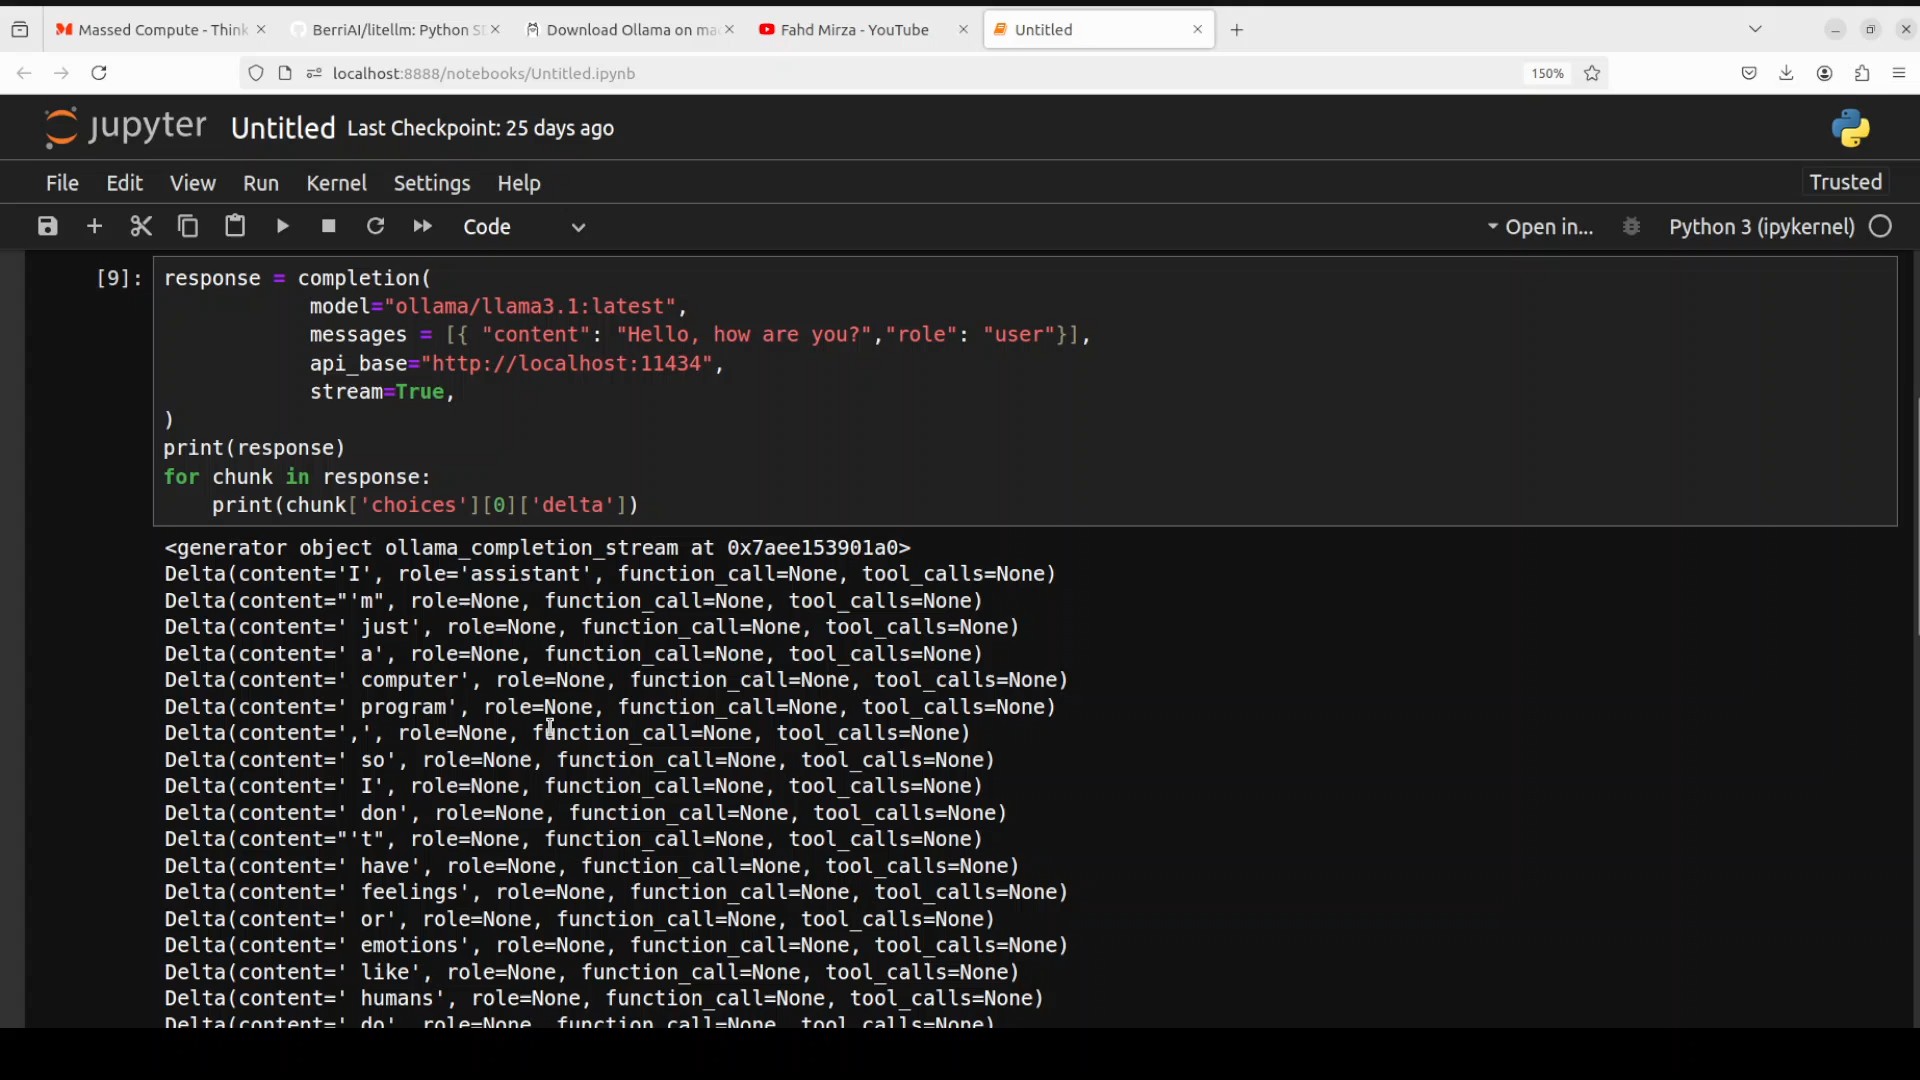 Massed Compute - Think
BerriAI/litellm: Python S
Download Ollama on ma
Fahd Mirza - YouTube
Untitled
localhost:8888/notebooks/Untitled.ipynb
150%
jupyter Untitled Last Checkpoint: 25 days ago
File Edit View Run Kernel Settings Help
Trusted
Code
Open in...
Python 3 (ipykernel)
[9]: response = completion(
model="ollama/llama3.1:latest",
messages = [{ "content": "Hello, how are you?","role": "user"}],
api_base="http://localhost:11434",
stream=True,
)
print(response)
for chunk in response:
print(chunk['choices'][0]['delta'])
<generator object ollama_completion_stream at 0x7aee153901a0>
Delta(content='I', role='assistant', function_call=None, tool_calls=None)
Delta(content="'m", role=None, function_call=None, tool_calls=None)
Delta(content=' just', role=None, function_call=None, tool_calls=None)
Delta(content=' a', role=None, function_call=None, tool_calls=None)
Delta(content=' computer', role=None, function_call=None, tool_calls=None)
Delta(content=' program', role=None, function_call=None, tool_calls=None)
Delta(content=',', role=None, function_call=None, tool_calls=None)
Delta(content=' so', role=None, function_call=None, tool_calls=None)
Delta(content=' I', role=None, function_call=None, tool_calls=None)
Delta(content=' don', role=None, function_call=None, tool_calls=None)
Delta(content="'t", role=None, function_call=None, tool_calls=None)
Delta(content=' have', role=None, function_call=None, tool_calls=None)
Delta(content=' feelings', role=None, function_call=None, tool_calls=None)
Delta(content=' or', role=None, function_call=None, tool_calls=None)
Delta(content=' emotions', role=None, function_call=None, tool_calls=None)
Delta(content=' like', role=None, function_call=None, tool_calls=None)
Delta(content=' humans', role=None, function_call=None, tool_calls=None)
Delta(content=' do', role=None, function_call=None, tool_calls=None)